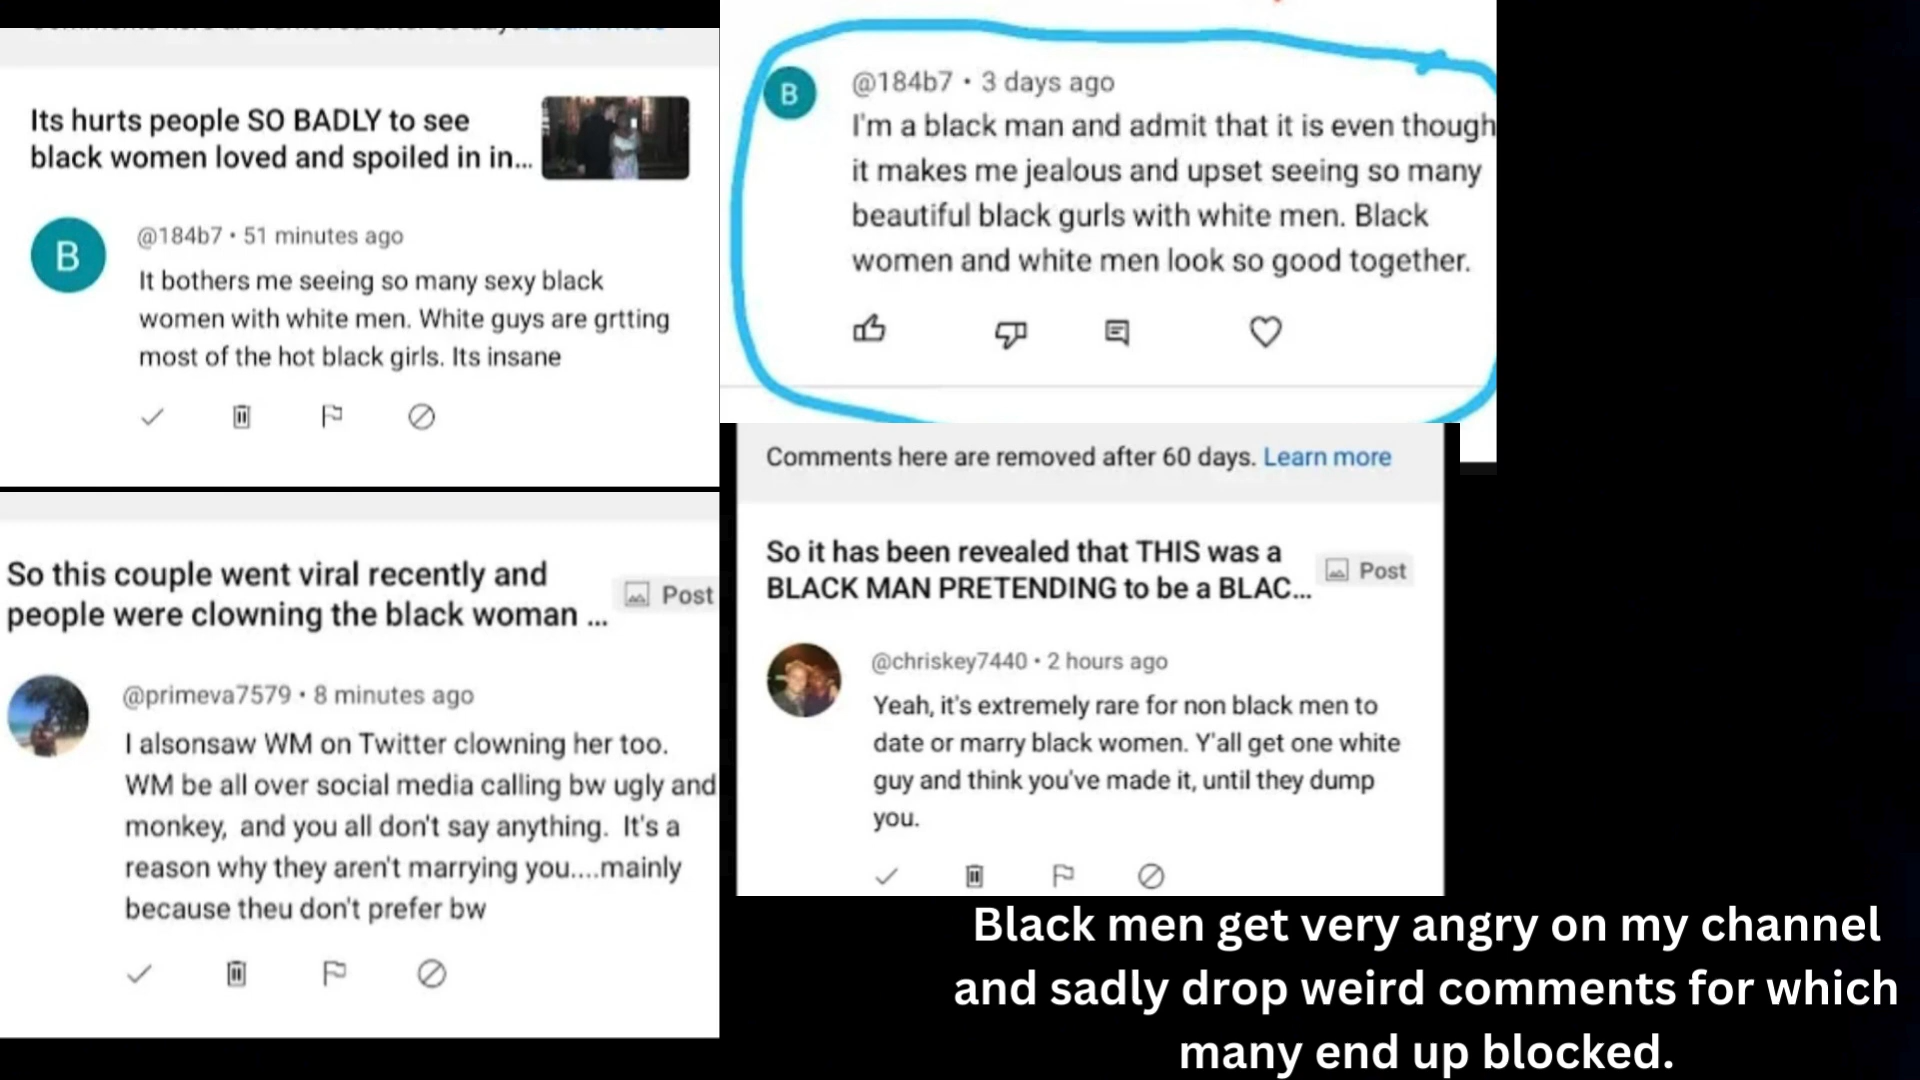 Comments here are removed after 60 days. Learn more
Its hurts people SO BADLY to see
black women loved and spoiled in in...
B
@184b7 • 51 minutes ago
It bothers me seeing so many sexy black
women with white men. White guys are grtting
most of the hot black girls. Its insane
B
@184b7 • 3 days ago
I'm a black man and admit that it is even though
it makes me jealous and upset seeing so many
beautiful black gurls with white men. Black
women and white men look so good together.
So this couple went viral recently and
people were clowning the black woman ...
Post
@primeva7579 • 8 minutes ago
I alsonsaw WM on Twitter clowning her too.
WM be all over social media calling bw ugly and
monkey, and you all don't say anything. It's a
reason why they aren't marrying you....mainly
because theu don't prefer bw
Comments here are removed after 60 days. Learn more
So it has been revealed that THIS was a
BLACK MAN PRETENDING to be a BLAC...
Post
@chriskey7440 • 2 hours ago
Yeah, it's extremely rare for non black men to
date or marry black women. Y'all get one white
guy and think you've made it, until they dump
you.
Black men get very angry on my channel
and sadly drop weird comments for which
many end up blocked.